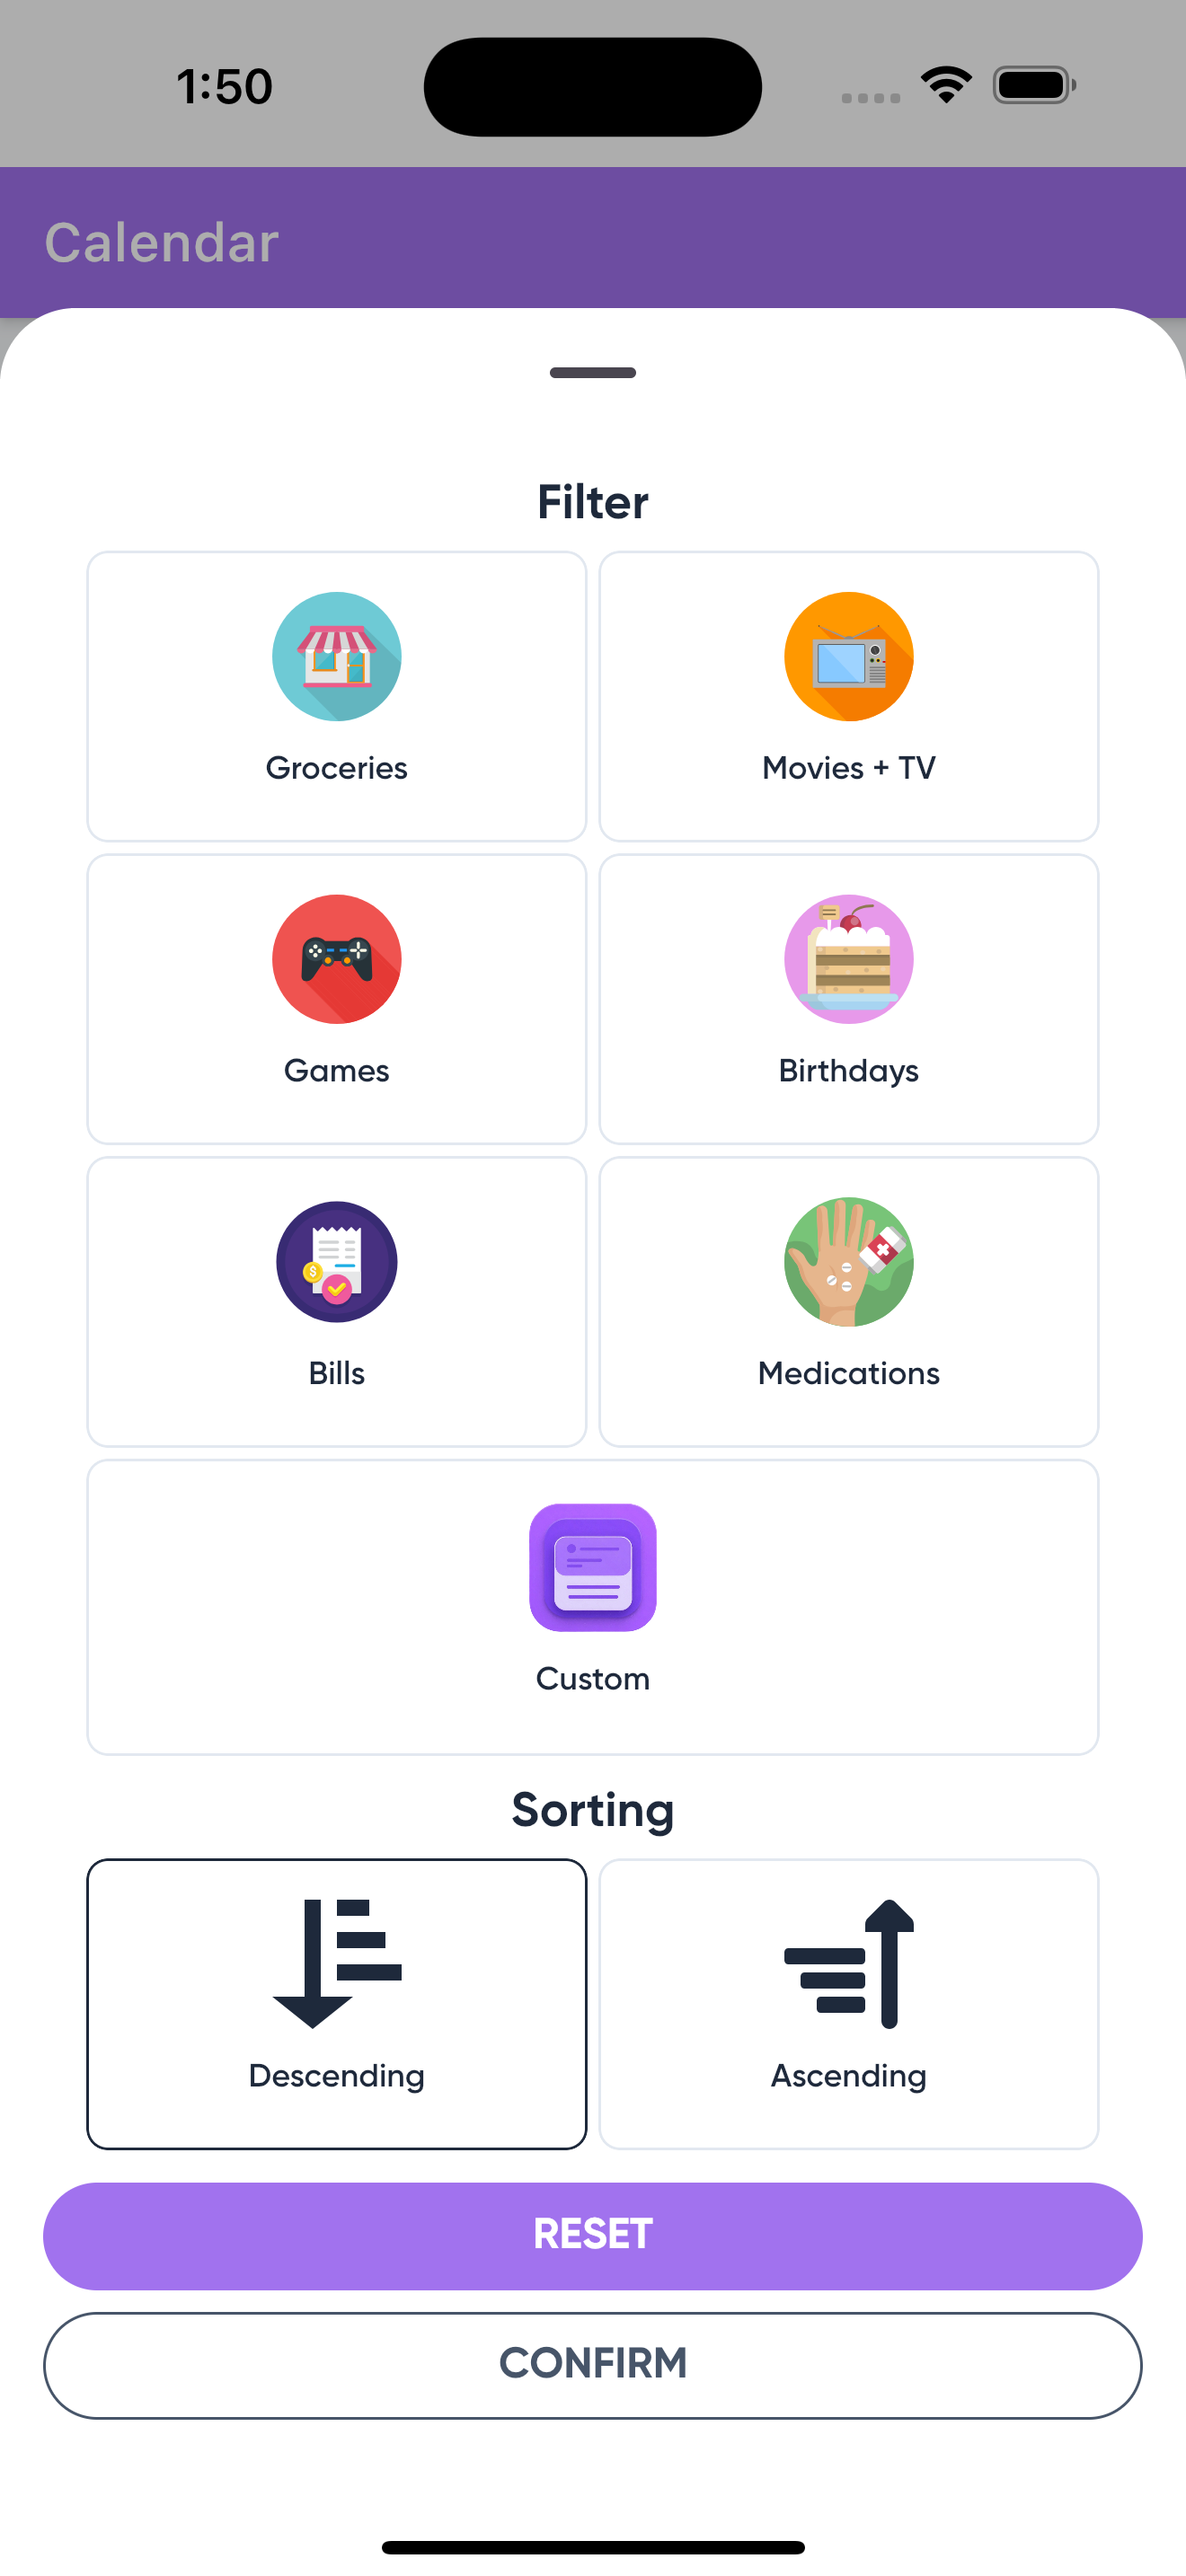 1:50
Calendar
Filter
Groceries
Movies + TV
Games
Birthdays
$
Bills
Medications
Custom
Sorting
Descending
Ascending
RESET
CONFIRM